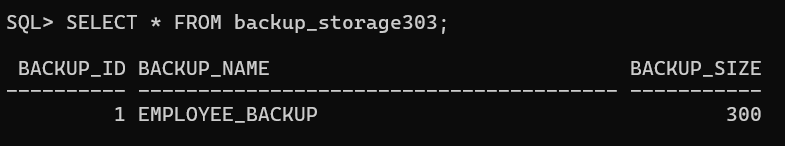 SQL> SELECT * FROM backup_storage303;
 BACKUP_ID BACKUP_NAME                              BACKUP_SIZE
---------- ---------------------------------------- -----------
         1 EMPLOYEE_BACKUP                                  300